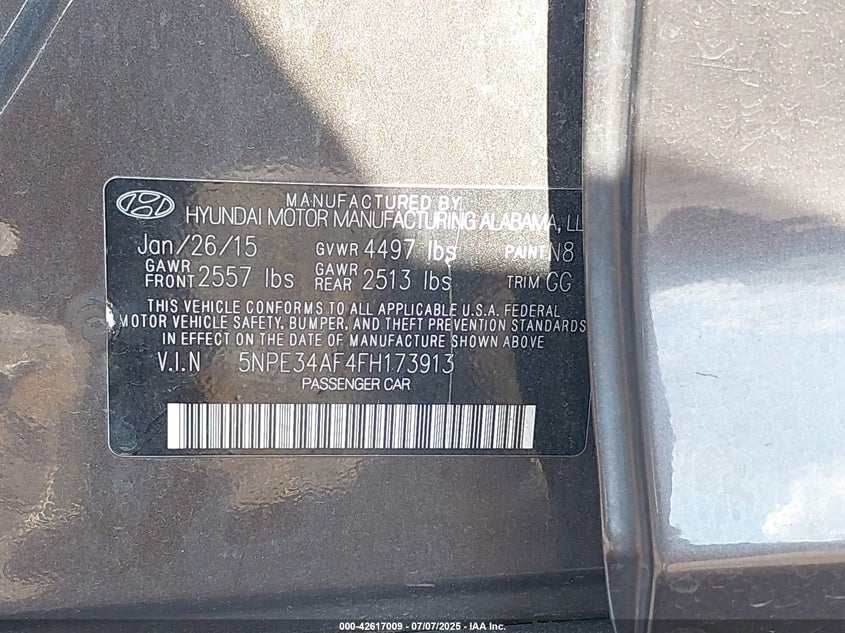 MANUFACTURED BY
HYUNDAI MOTOR MANUFACTURING ALABAMA, LL
Jan/26/15 GVWR 4497 lbs PAINT N8
GAWR FRONT 2557 lbs GAWR REAR 2513 lbs TRIM GG
THIS VEHICLE CONFORMS TO ALL APPLICABLE U.S.A. FEDERAL
MOTOR VEHICLE SAFETY, BUMPER, AND THEFT PREVENTION STANDARDS
IN EFFECT ON THE DATE OF MANUFACTURE SHOWN ABOVE
V.I.N 5NPE34AF4FH173913
PASSENGER CAR
000-42617009 - 07/07/2025 - IAA Inc.